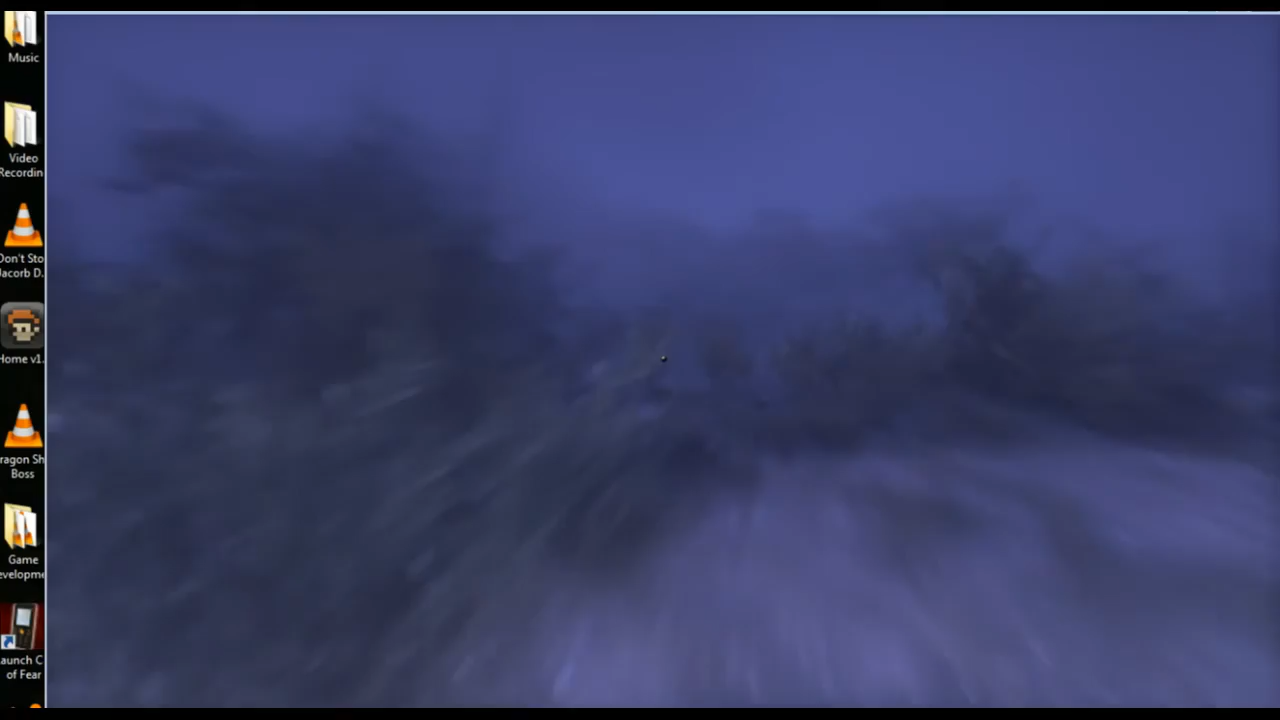 Music
Video
Recordin
Don't Sto
Jacorb D.
Home v1.
ragon Sh
Boss
Game
evelopme
aunch C
of Fear